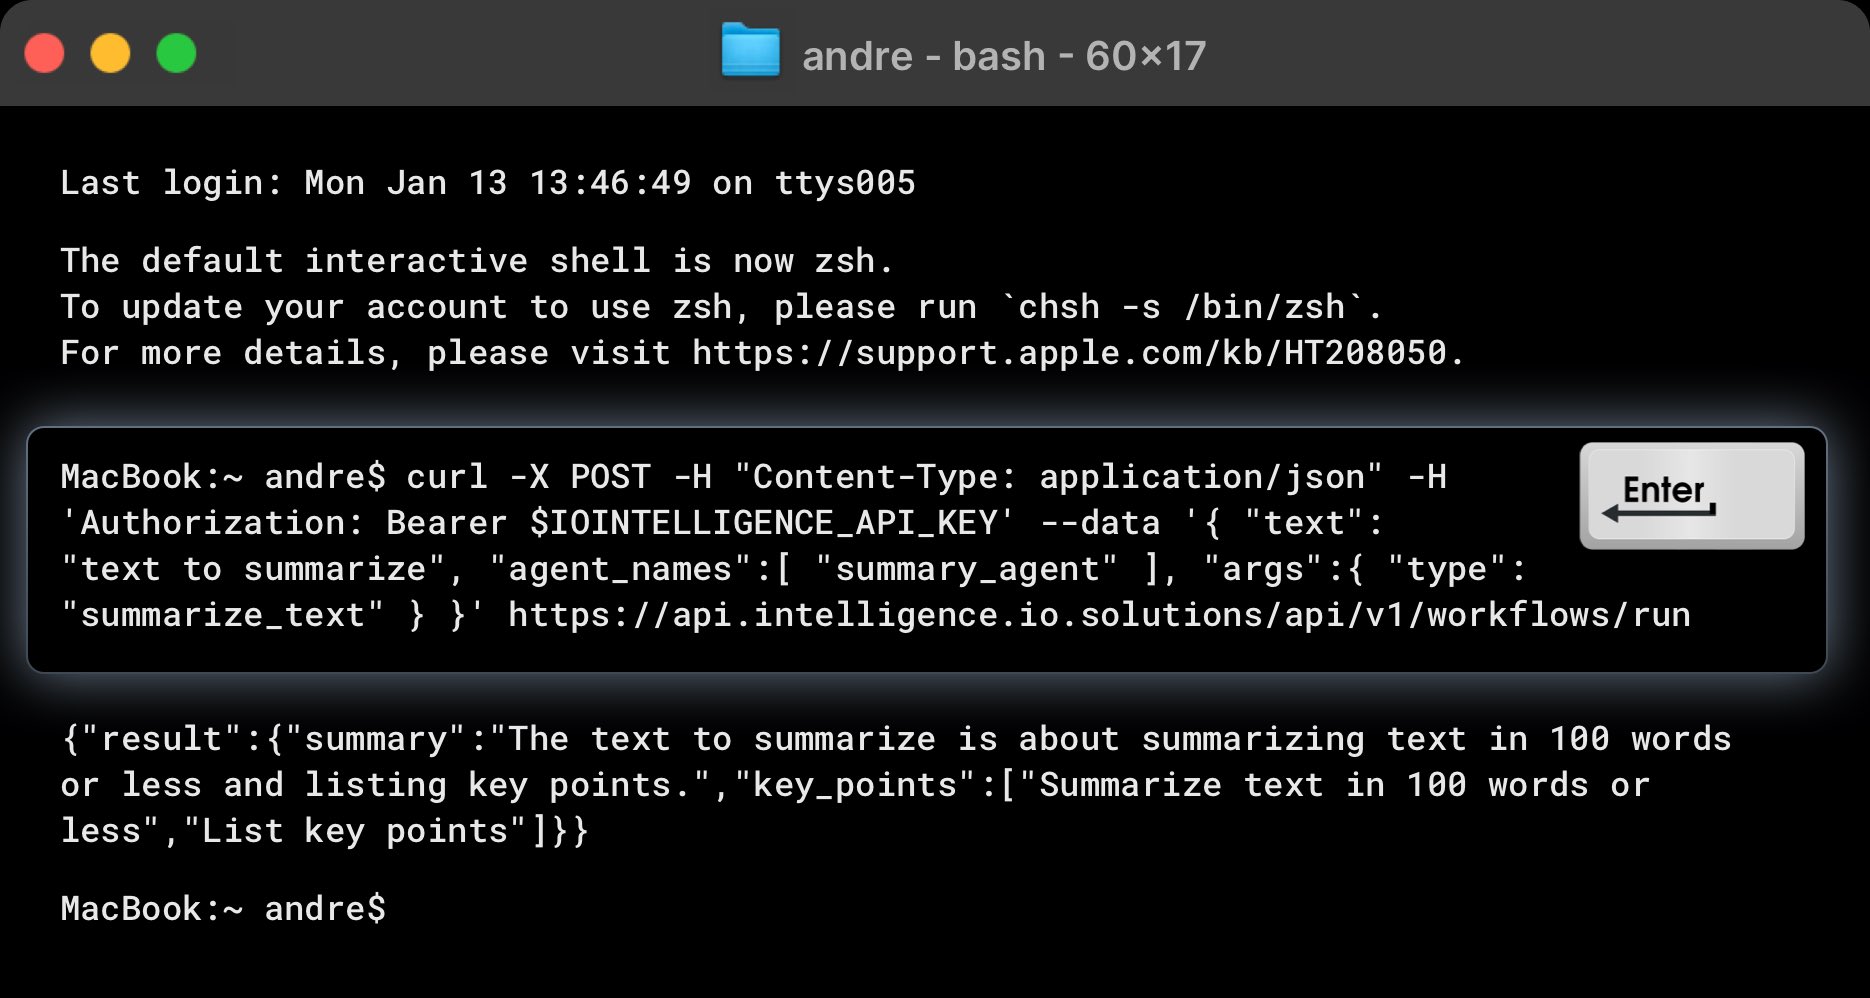 andre - bash - 60×17
Last login: Mon Jan 13 13:46:49 on ttys005
The default interactive shell is now zsh.
To update your account to use zsh, please run `chsh -s /bin/zsh`.
For more details, please visit https://support.apple.com/kb/HT208050.
MacBook:~ andre$ curl -X POST -H "Content-Type: application/json" -H
Enter
'Authorization: Bearer $IOINTELLIGENCE_API_KEY' --data '{ "text":
"text to summarize", "agent_names":[ "summary_agent" ], "args":{ "type":
"summarize_text" } }' https://api.intelligence.io.solutions/api/v1/workflows/run
{"result":{"summary":"The text to summarize is about summarizing text in 100 words
or less and listing key points.","key_points":["Summarize text in 100 words or
less","List key points"]}}
MacBook:~ andre$